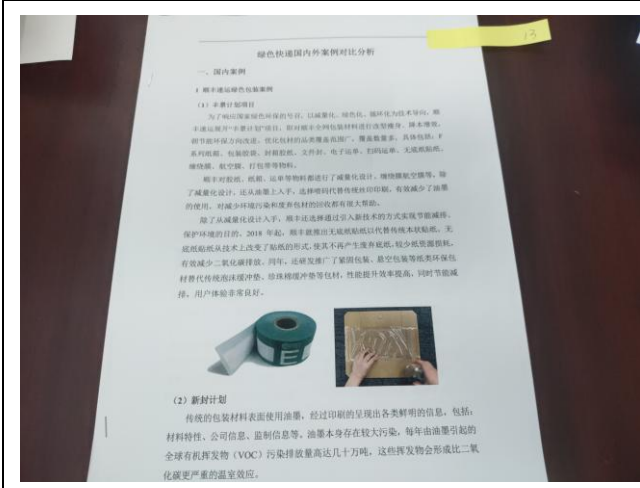 13
绿色快递国内外案例对比分析
一、国内案例
1 顺丰速运绿色包装案例
（1）丰景计划项目
为了响应国家绿色环保的号召，以减量化、绿色化、循环化为技术导向，顺
丰速运展开“丰景计划”项目，针对顺丰全网包装材料进行改型瘦身、降本增效，
朝节能环保方向改进。优化包材的品类覆盖范围广、覆盖数量多，具体包括：F
系列纸箱、包装胶袋、封箱胶纸、文件封、电子运单、扫码运单、无底纸贴纸、
缠绕膜、航空膜、打包带等物料。
顺丰对胶纸、纸箱、运单等物料都进行了减量化设计，缠绕膜航空膜等。除
了减量化设计，还从油墨上入手，选择喷码代替传统丝印印刷，有效减少了油墨
的使用。对减少环境污染和废弃包材的回收都有很大帮助。
除了从减量化设计入手，顺丰还选择通过引入新技术的方式实现节能减排、
保护环境的目的。2018 年起，顺丰就推出无底纸贴纸以代替传统本状贴纸。无
底纸贴纸从技术上改变了贴纸的形式，使其不再产生废弃底纸，较少纸资源损耗，
有效减少二氧化碳排放。同年，还研发推广了紧固包装、悬空包装等纸类环保包
材替代传统泡沫缓冲垫、珍珠棉缓冲垫等包材，性能提升效率提高，同时节能减
排，用户体验非常良好。
E
（2）新封计划
传统的包装材料表面使用油墨，经过印刷的呈现出各类鲜明的信息。包括：
材料特性、公司信息、监制信息等。油墨本身存在较大污染，每年由油墨引起的
全球有机挥发物（VOC）污染排放量高达几十万吨，这些挥发物会形成比二氧
化碳更严重的温室效应。